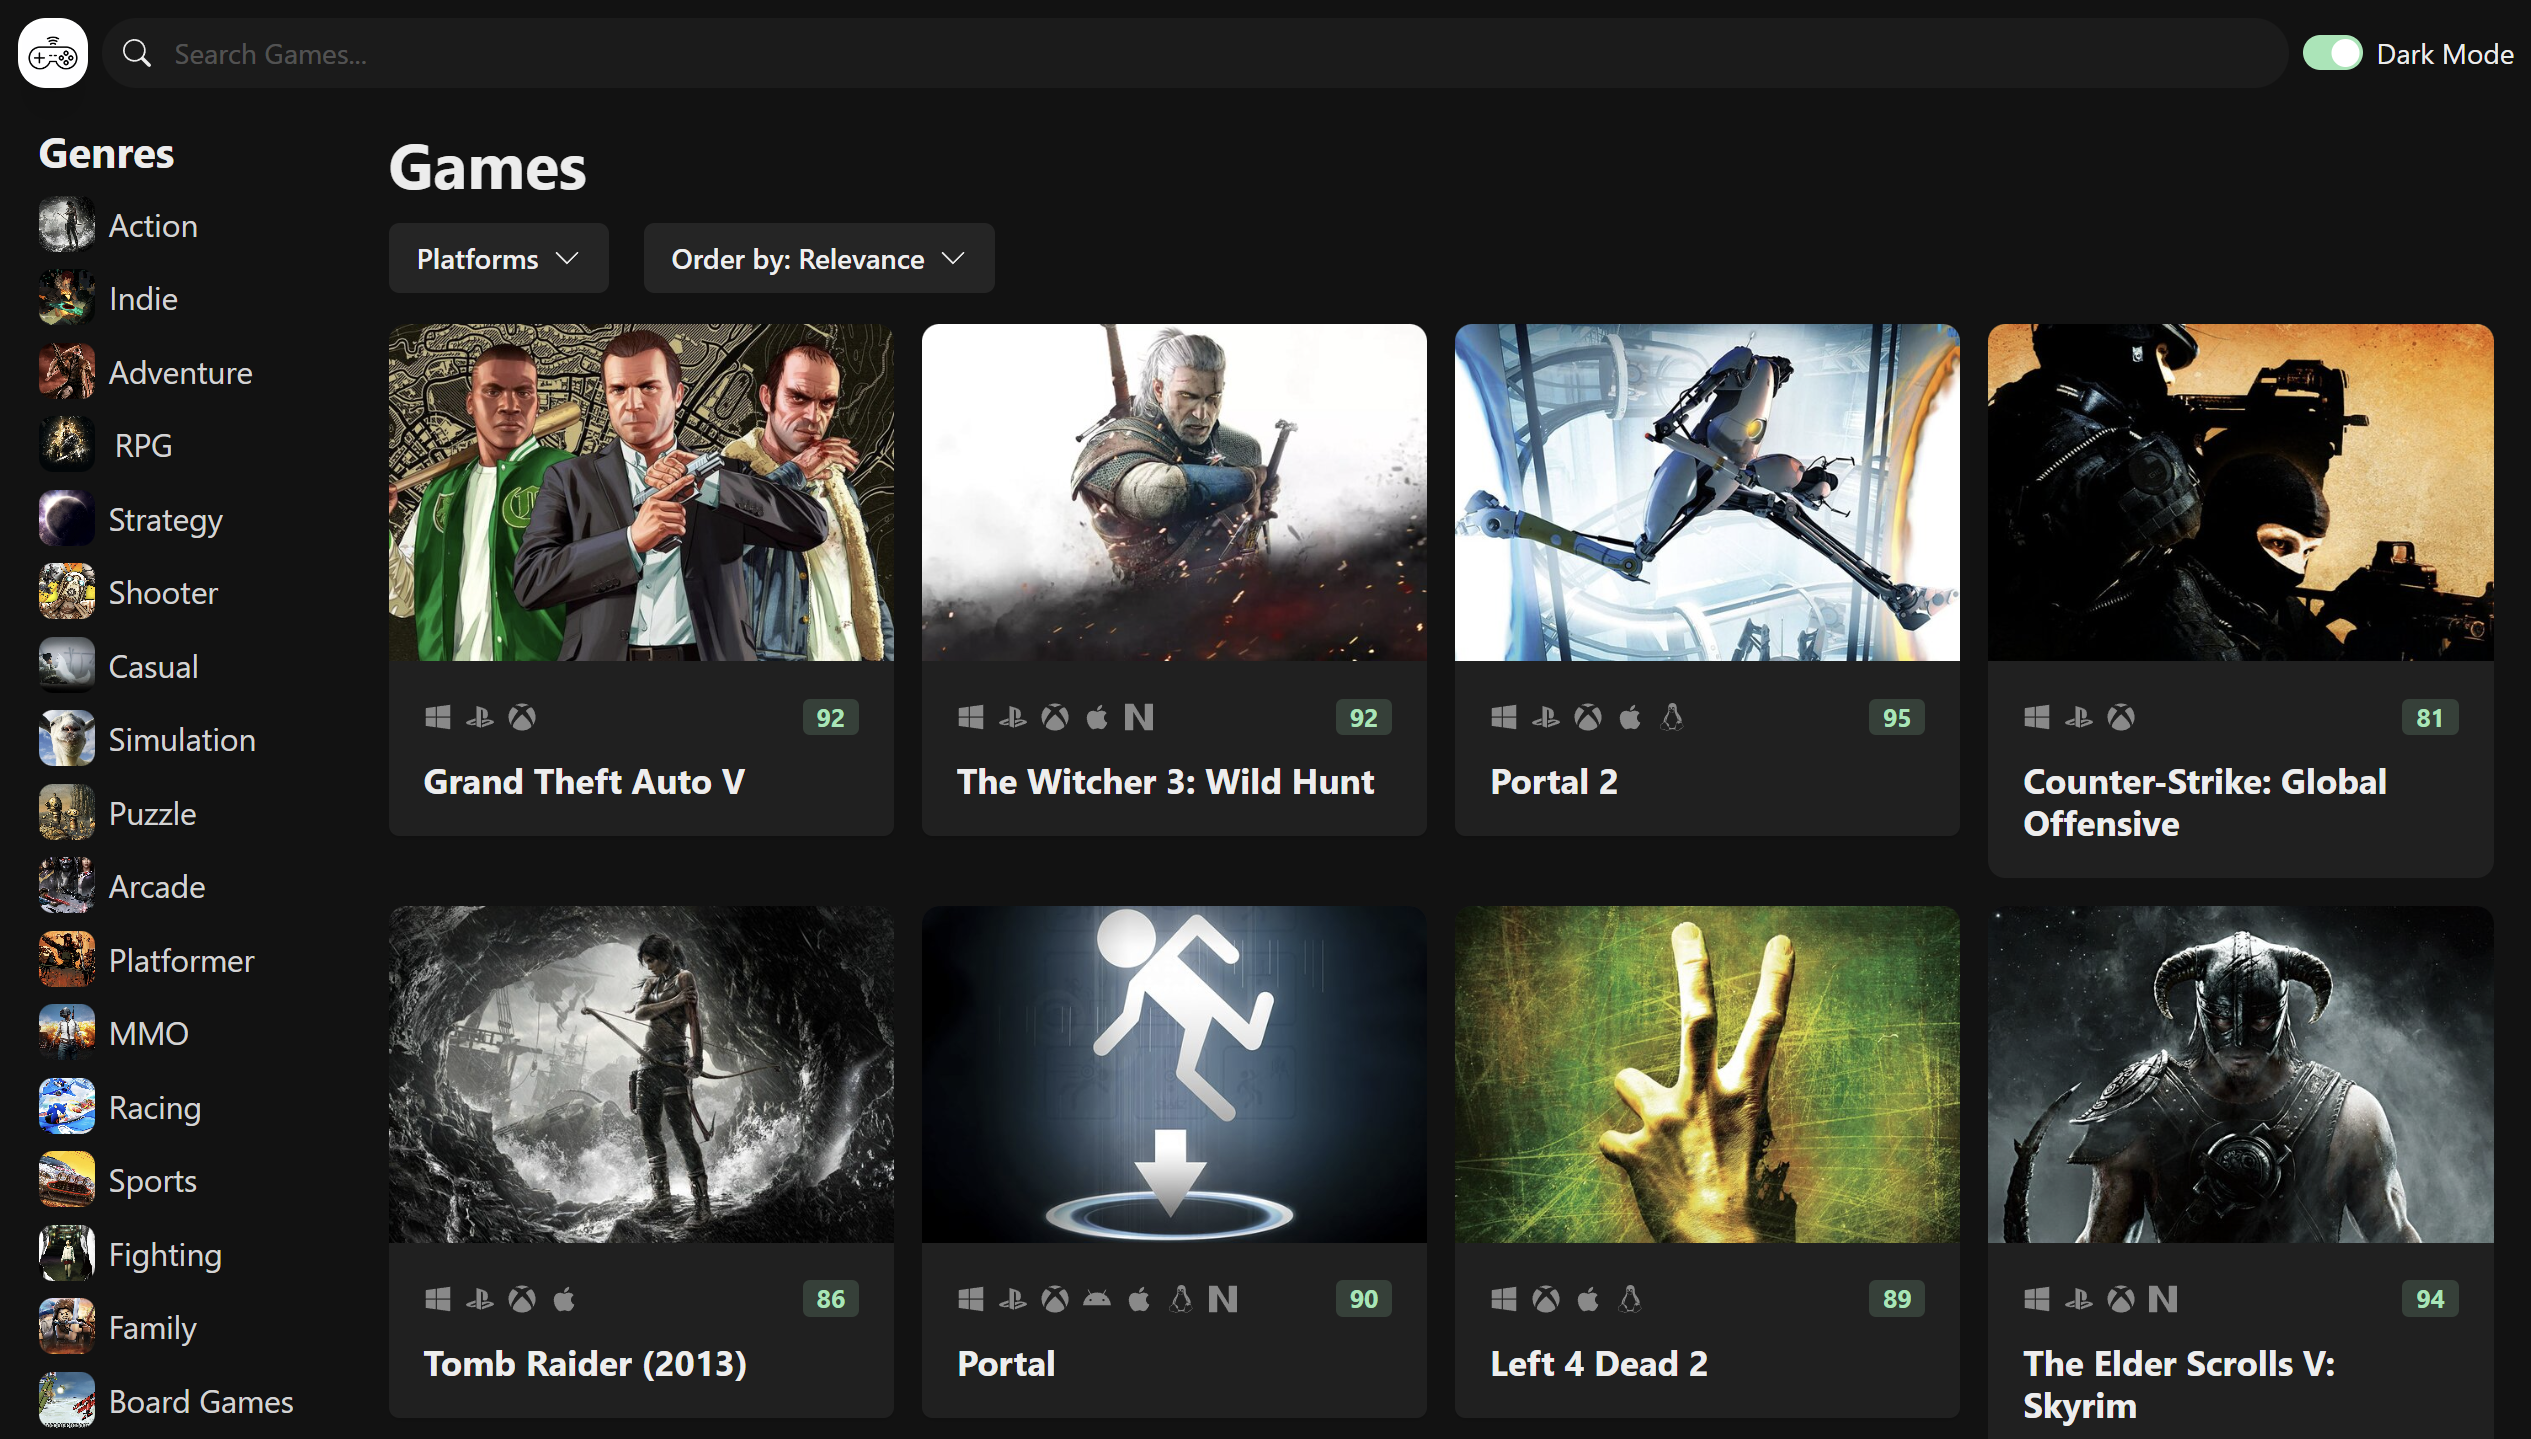 Search Games...
Dark Mode
Genres
Action
Indie
Adventure
RPG
Strategy
Shooter
Casual
Simulation
Puzzle
Arcade
Platformer
MMO
Racing
Sports
Fighting
Family
Board Games
Games
Platforms
Order by: Relevance
92
Grand Theft Auto V
92
The Witcher 3: Wild Hunt
95
Portal 2
81
Counter-Strike: Global
Offensive
86
Tomb Raider (2013)
90
Portal
89
Left 4 Dead 2
94
The Elder Scrolls V:
Skyrim